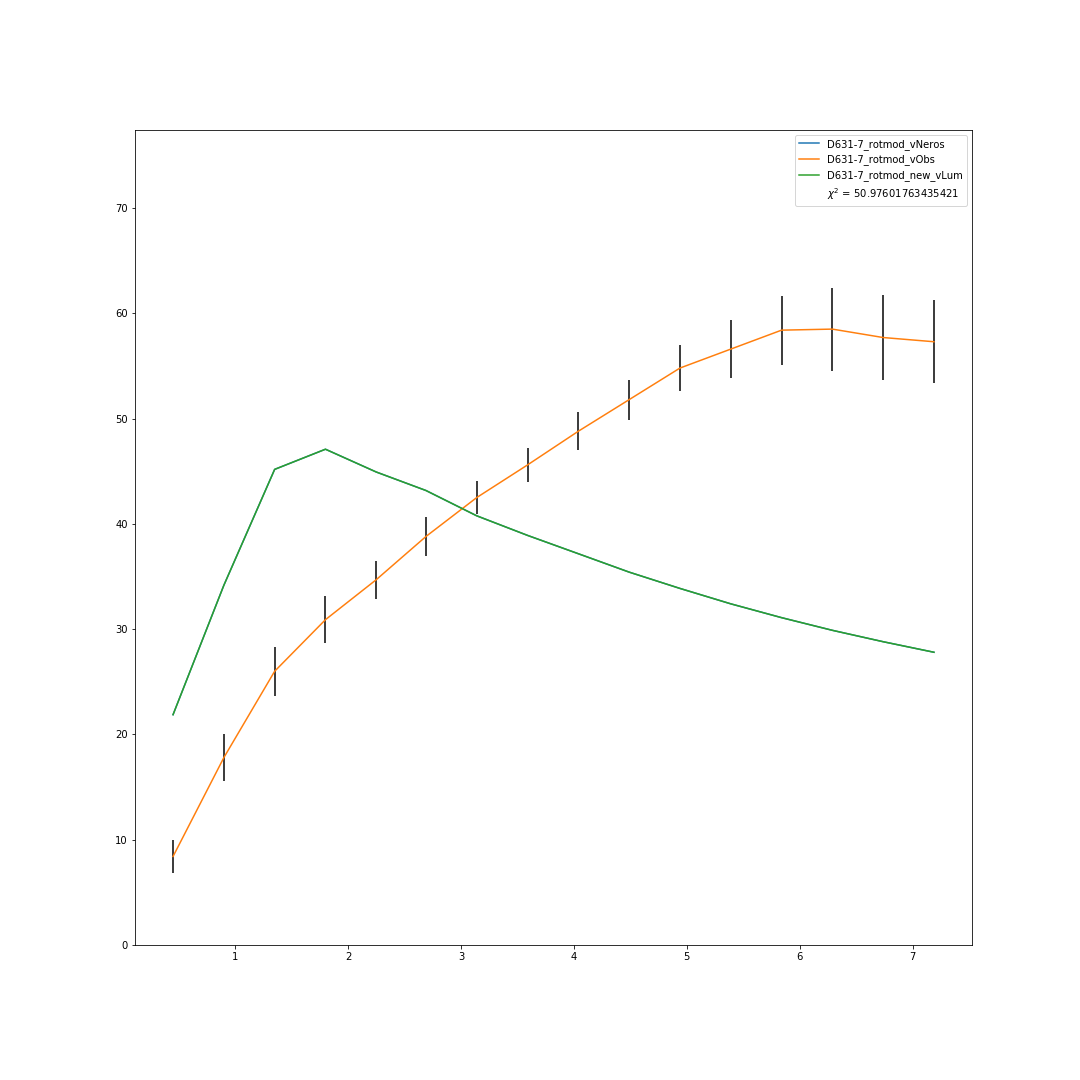 D631-7_rotmod_vNeros
D631-7_rotmod_vObs
D631-7_rotmod_new_vLum
χ² = 50.97601763435421
70
60
50
40
30
20
10
0
1 2 3 4 5 6 7